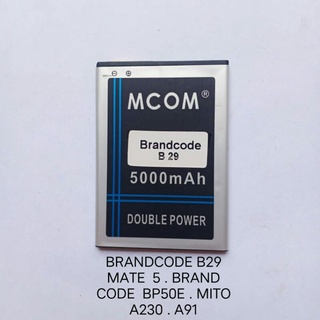 MCOM®
Brandcode
B 29
5000mAh
DOUBLE POWER
BRANDCODE B29
MATE 5 . BRAND
CODE BP50E . MITO
A230 . A91